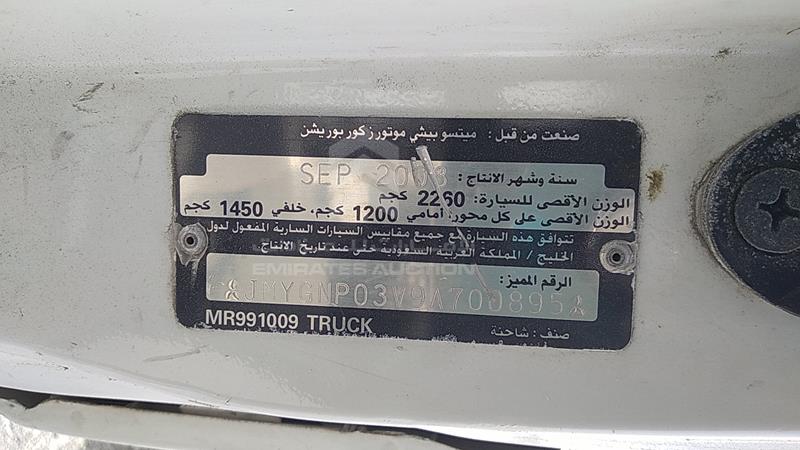 صنعت من قبل: ميتسوبيشي موتورز كوربوريشن
سنة وشهر الانتاج: SEP 2008
الوزن الأقصى للسيارة: 2260 كجم
الوزن الأقصى على كل محور: أمامي 1200 كجم، خلفي 1450 كجم
تتوافق هذه السيارة مع جميع مقاييس السيارات السارية المفعول لدول
الخليج / المملكة العربية السعودية حتى عند تاريخ الانتاج
EMIRATES AUCTION
الرقم المميز:
JMYGNP03V9A700895
MR991009 TRUCK صنف: شاحنة